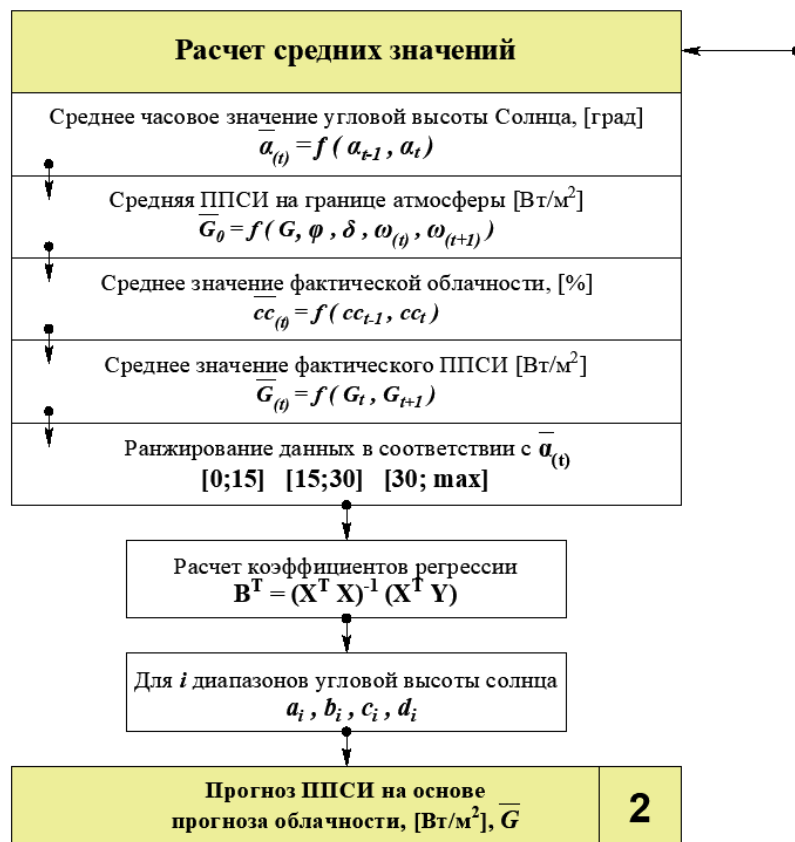 Расчет средних значений
Среднее часовое значение угловой высоты Солнца, [град]
α̅₍ₜ₎ = f ( αₜ₋₁ , αₜ )
Средняя ППСИ на границе атмосферы [Вт/м²]
G̅₀ = f( G, φ , δ , ω₍ₜ₎ , ω₍ₜ₊₁₎ )
Среднее значение фактической облачности, [%]
c̅c̅₍ₜ₎ = f ( ccₜ₋₁ , ccₜ )
Среднее значение фактического ППСИ [Вт/м²]
G̅₍ₜ₎ = f ( Gₜ , Gₜ₊₁ )
Ранжирование данных в соответствии с α̅₍ₜ₎
[0;15] [15;30] [30; max]
Расчет коэффициентов регрессии
Bᵀ = (Xᵀ X)⁻¹ (Xᵀ Y)
Для i диапазонов угловой высоты солнца
aᵢ , bᵢ , cᵢ , dᵢ
Прогноз ППСИ на основе
прогноза облачности, [Вт/м²], G̅
2